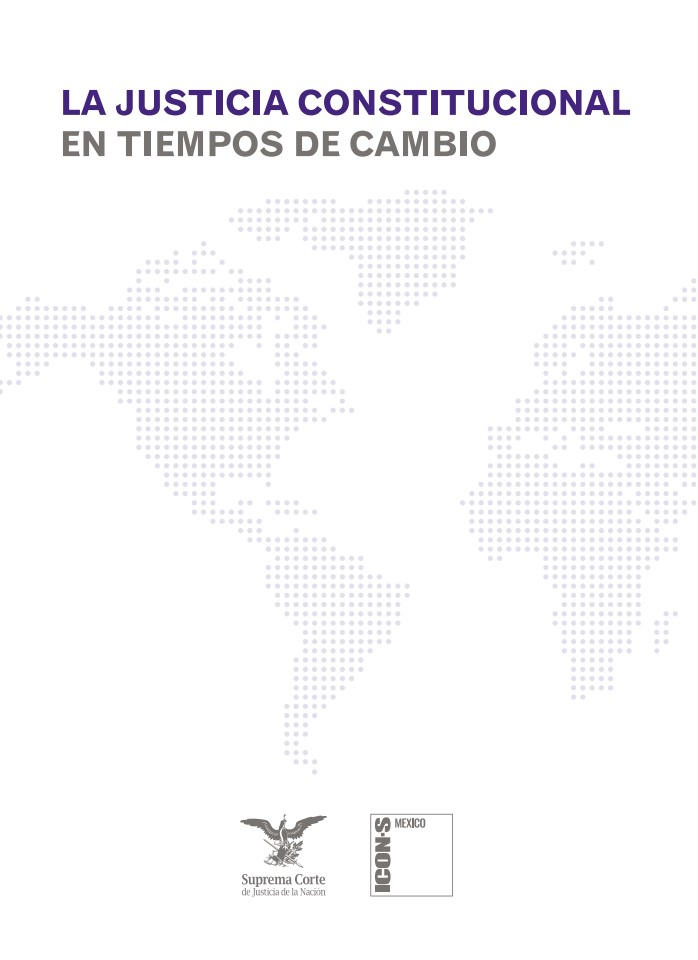 LA JUSTICIA CONSTITUCIONAL
EN TIEMPOS DE CAMBIO
Suprema Corte
de Justicia de la Nación
ICON·S
MEXICO